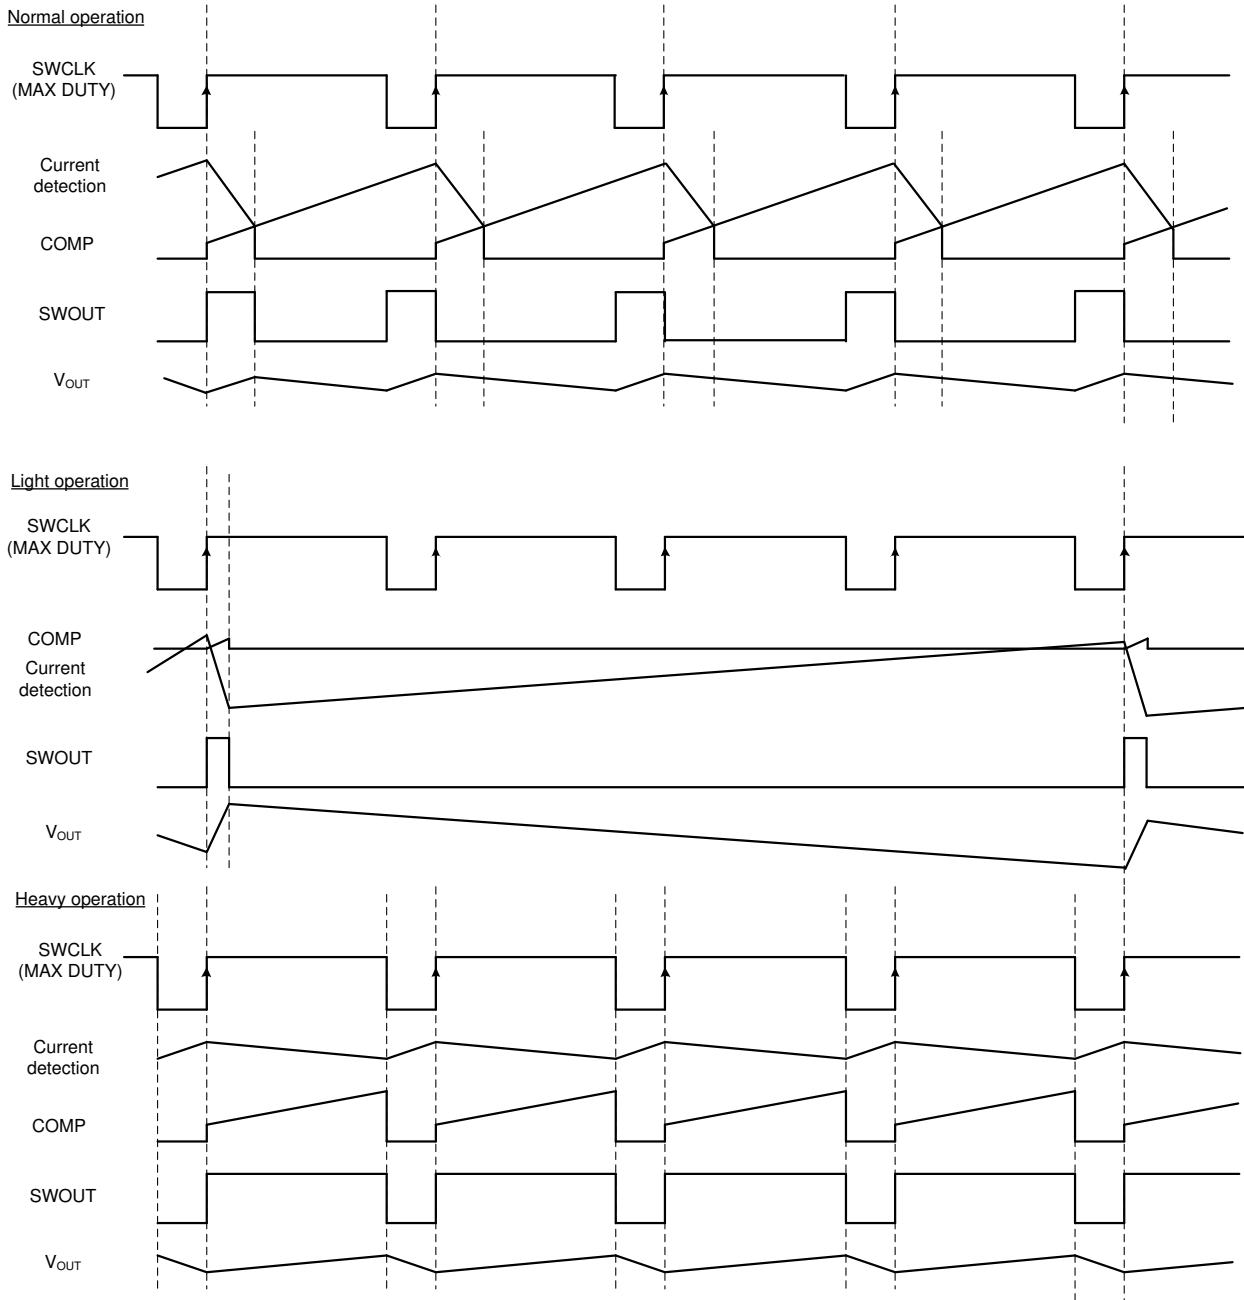 Normal operation
SWCLK
(MAX DUTY)
Current
detection
COMP
SWOUT
VOUT
Light operation
SWCLK
(MAX DUTY)
COMP
Current
detection
SWOUT
VOUT
Heavy operation
SWCLK
(MAX DUTY)
Current
detection
COMP
SWOUT
VOUT